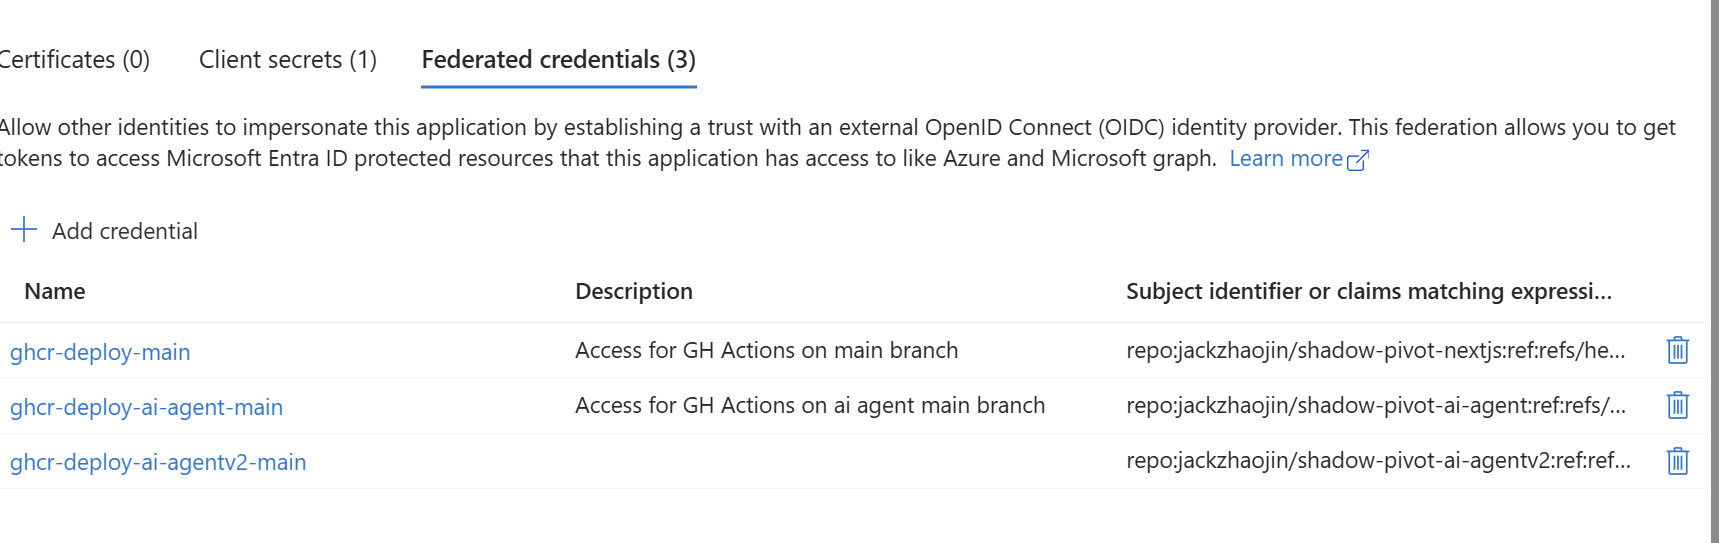 Certificates (0) Client secrets (1) Federated credentials (3)
Allow other identities to impersonate this application by establishing a trust with an external OpenID Connect (OIDC) identity provider. This federation allows you to get
tokens to access Microsoft Entra ID protected resources that this application has access to like Azure and Microsoft graph. Learn more
Add credential
Name Description Subject identifier or claims matching expressi...
ghcr-deploy-main Access for GH Actions on main branch repo:jackzhaojin/shadow-pivot-nextjs:ref:refs/he...
ghcr-deploy-ai-agent-main Access for GH Actions on ai agent main branch repo:jackzhaojin/shadow-pivot-ai-agent:ref:refs/...
ghcr-deploy-ai-agentv2-main repo:jackzhaojin/shadow-pivot-ai-agentv2:ref:ref...